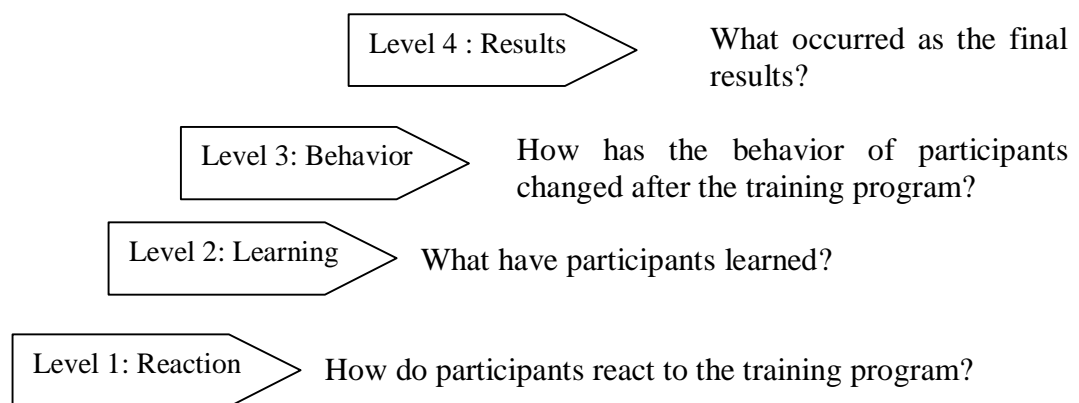 Level 4 : Results
What occurred as the final
results?
Level 3: Behavior
How has the behavior of participants
changed after the training program?
Level 2: Learning
What have participants learned?
Level 1: Reaction
How do participants react to the training program?